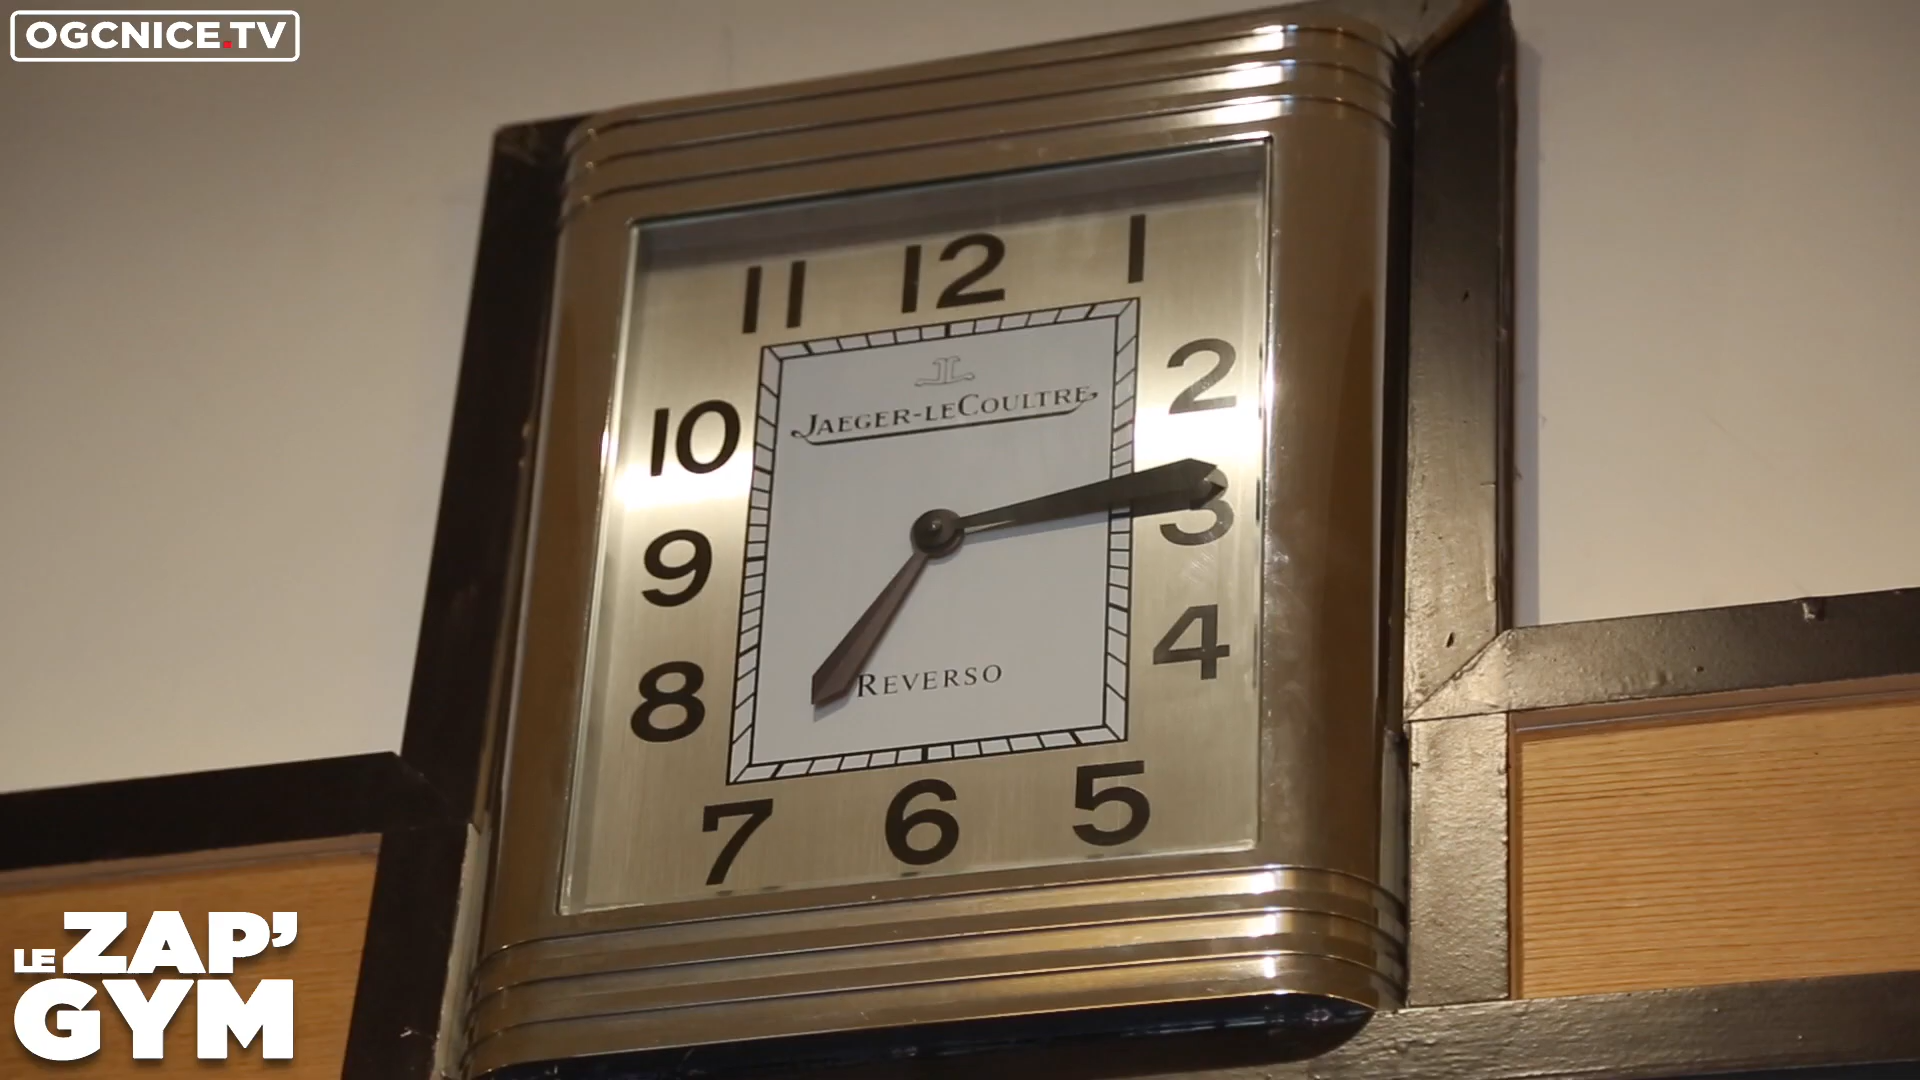 OGCNICE.TV
11 12 1
2
JAEGER-LECOULTRE
10
3
9
4
REVERSO
8
7 6 5
LE ZAP'
GYM